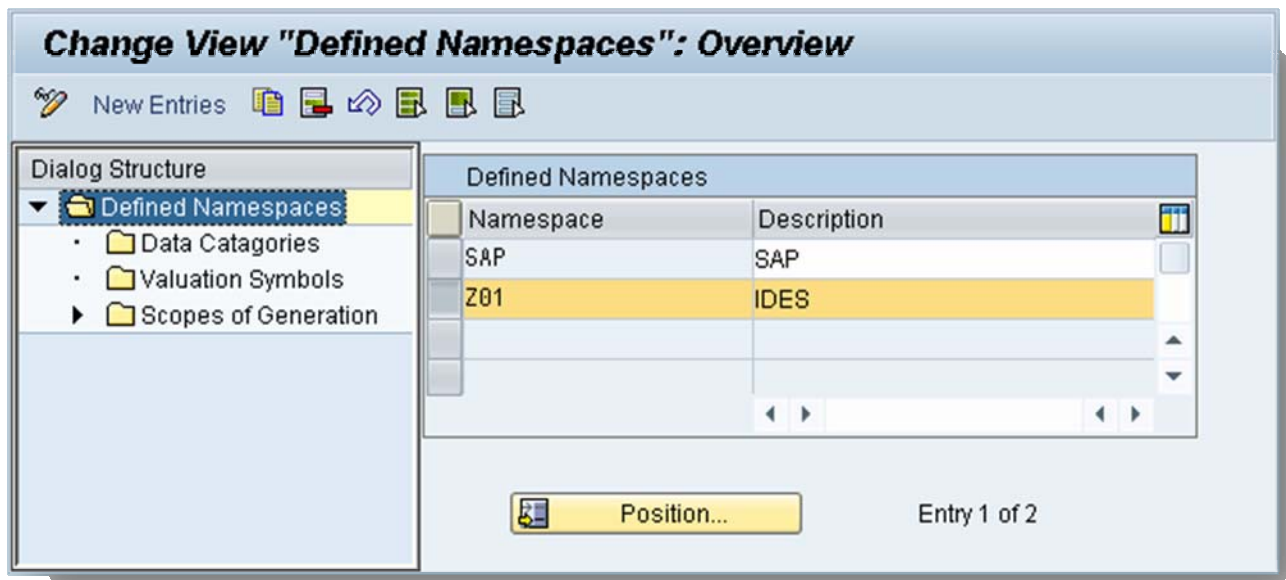 Change View "Defined Namespaces": Overview
New Entries
Dialog Structure
Defined Namespaces
Data Catagories
Valuation Symbols
Scopes of Generation
Defined Namespaces
Namespace Description
SAP SAP
Z01 IDES
Position... Entry 1 of 2